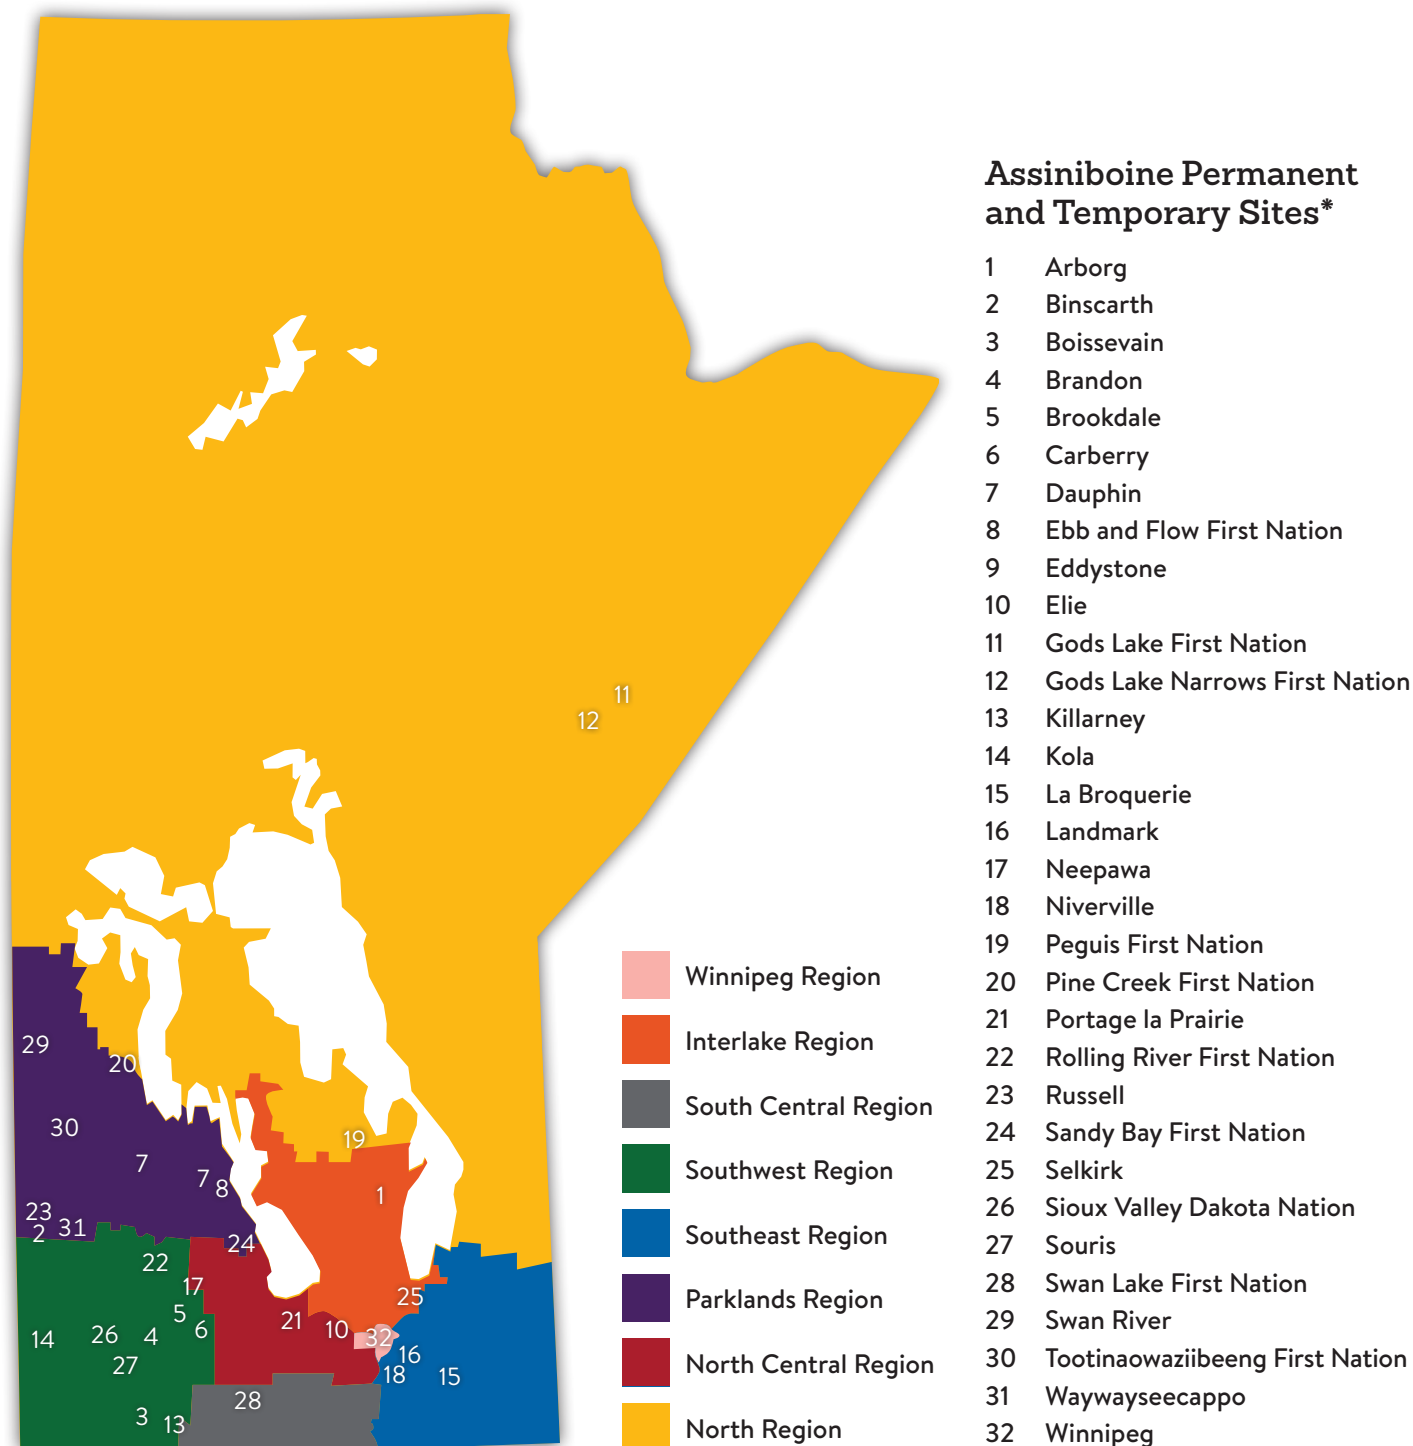 Assiniboine Permanent
and Temporary Sites*
1 Arborg
2 Binscarth
3 Boissevain
4 Brandon
5 Brookdale
6 Carberry
7 Dauphin
8 Ebb and Flow First Nation
9 Eddystone
10 Elie
11 Gods Lake First Nation
12 Gods Lake Narrows First Nation
13 Killarney
14 Kola
15 La Broquerie
16 Landmark
17 Neepawa
18 Niverville
19 Peguis First Nation
20 Pine Creek First Nation
21 Portage la Prairie
22 Rolling River First Nation
23 Russell
24 Sandy Bay First Nation
25 Selkirk
26 Sioux Valley Dakota Nation
27 Souris
28 Swan Lake First Nation
29 Swan River
30 Tootinaowaziibeeng First Nation
31 Waywayseecappo
32 Winnipeg
Winnipeg Region
Interlake Region
South Central Region
Southwest Region
Southeast Region
Parklands Region
North Central Region
North Region
11
12
29
20
30
19
7
7
8
1
23
2
31
24
22
17
25
5
6
21
10
32
14
26
4
27
16
18
15
28
3
13